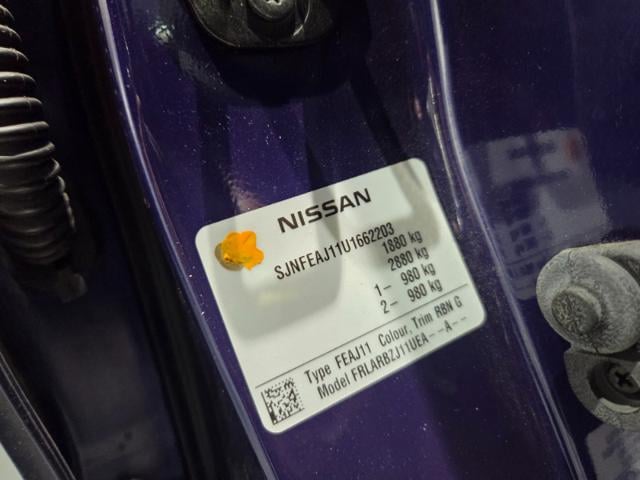 NISSAN
SJNFEAJ11U1662203
1880 kg
2880 kg
1- 980 kg
2- 980 kg
Type FEAJ11 Colour, Trim RBN G
Model FRLARBZJ11UEA--A--